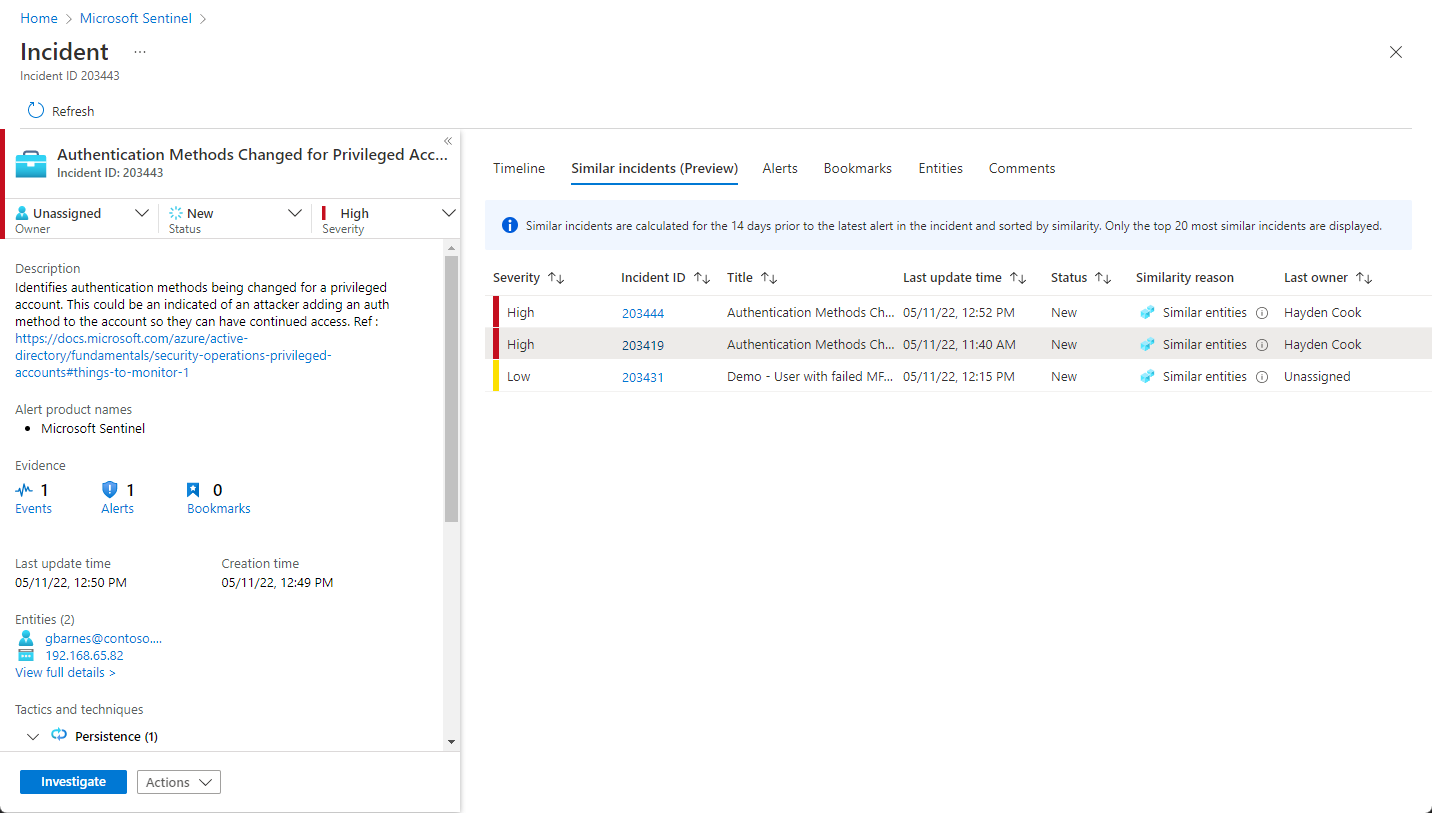 Home > Microsoft Sentinel >
Incident ...
Incident ID 203443
Refresh
Authentication Methods Changed for Privileged Acc...
Incident ID: 203443
Unassigned New High
Owner Status Severity
Description
Identifies authentication methods being changed for a privileged
account. This could be an indicated of an attacker adding an auth
method to the account so they can have continued access. Ref :
https://docs.microsoft.com/azure/active-
directory/fundamentals/security-operations-privileged-
accounts#things-to-monitor-1
Alert product names
• Microsoft Sentinel
Evidence
1 1 0
Events Alerts Bookmarks
Last update time Creation time
05/11/22, 12:50 PM 05/11/22, 12:49 PM
Entities (2)
gbarnes@contoso....
192.168.65.82
View full details >
Tactics and techniques
Persistence (1)
Investigate Actions
Timeline Similar incidents (Preview) Alerts Bookmarks Entities Comments
Similar incidents are calculated for the 14 days prior to the latest alert in the incident and sorted by similarity. Only the top 20 most similar incidents are displayed.
Severity Incident ID Title Last update time Status Similarity reason Last owner
High 203444 Authentication Methods Ch... 05/11/22, 12:52 PM New Similar entities Hayden Cook
High 203419 Authentication Methods Ch... 05/11/22, 11:40 AM New Similar entities Hayden Cook
Low 203431 Demo - User with failed MF... 05/11/22, 12:15 PM New Similar entities Unassigned